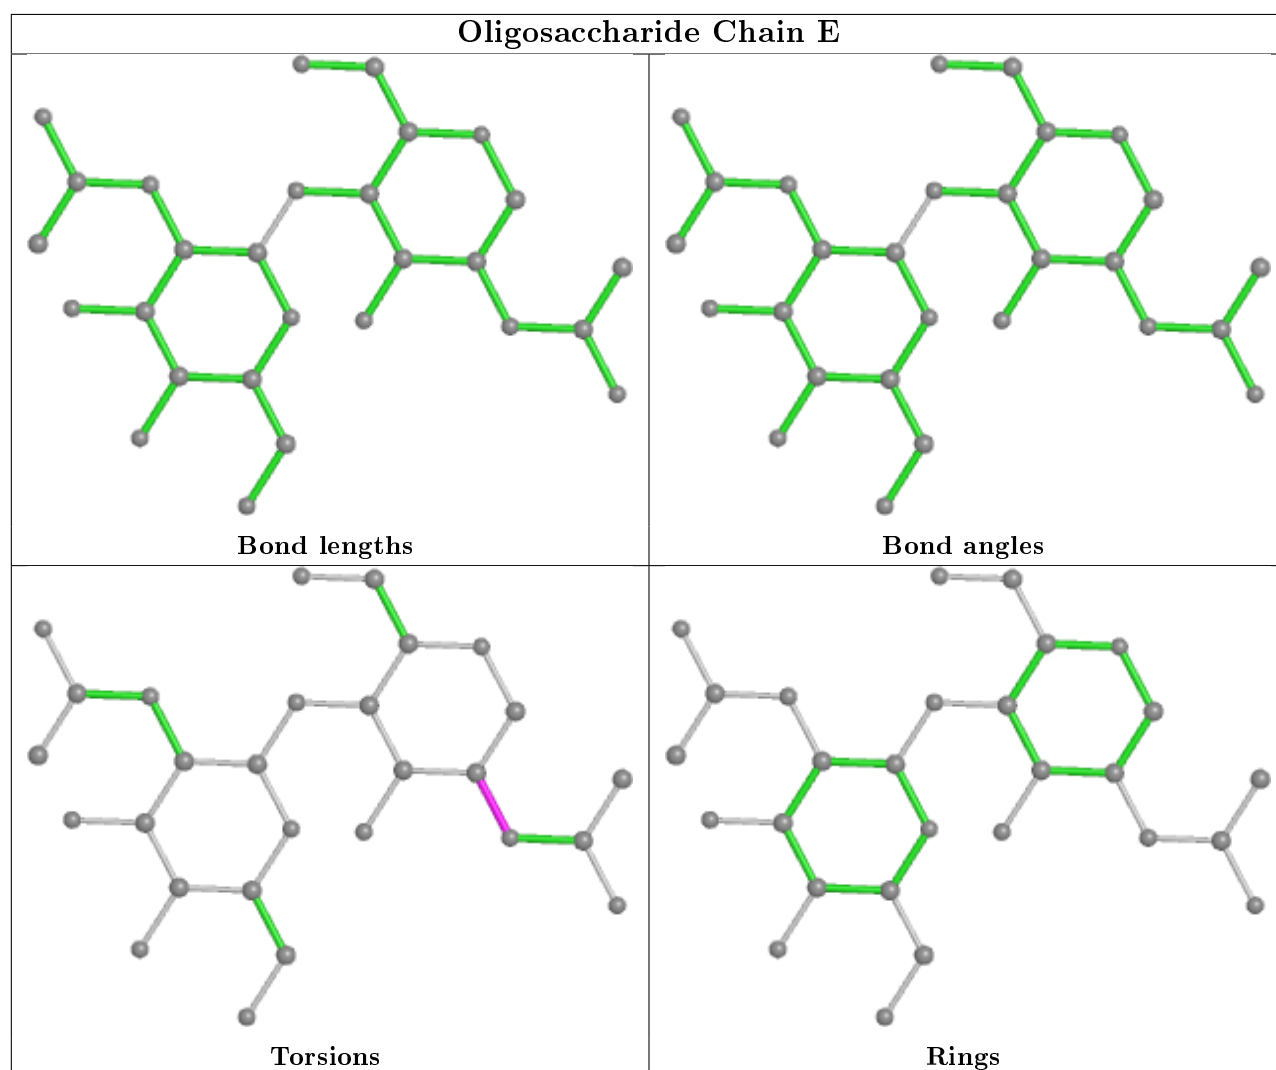 Oligosaccharide Chain E
Bond lengths
Bond angles
Torsions
Rings